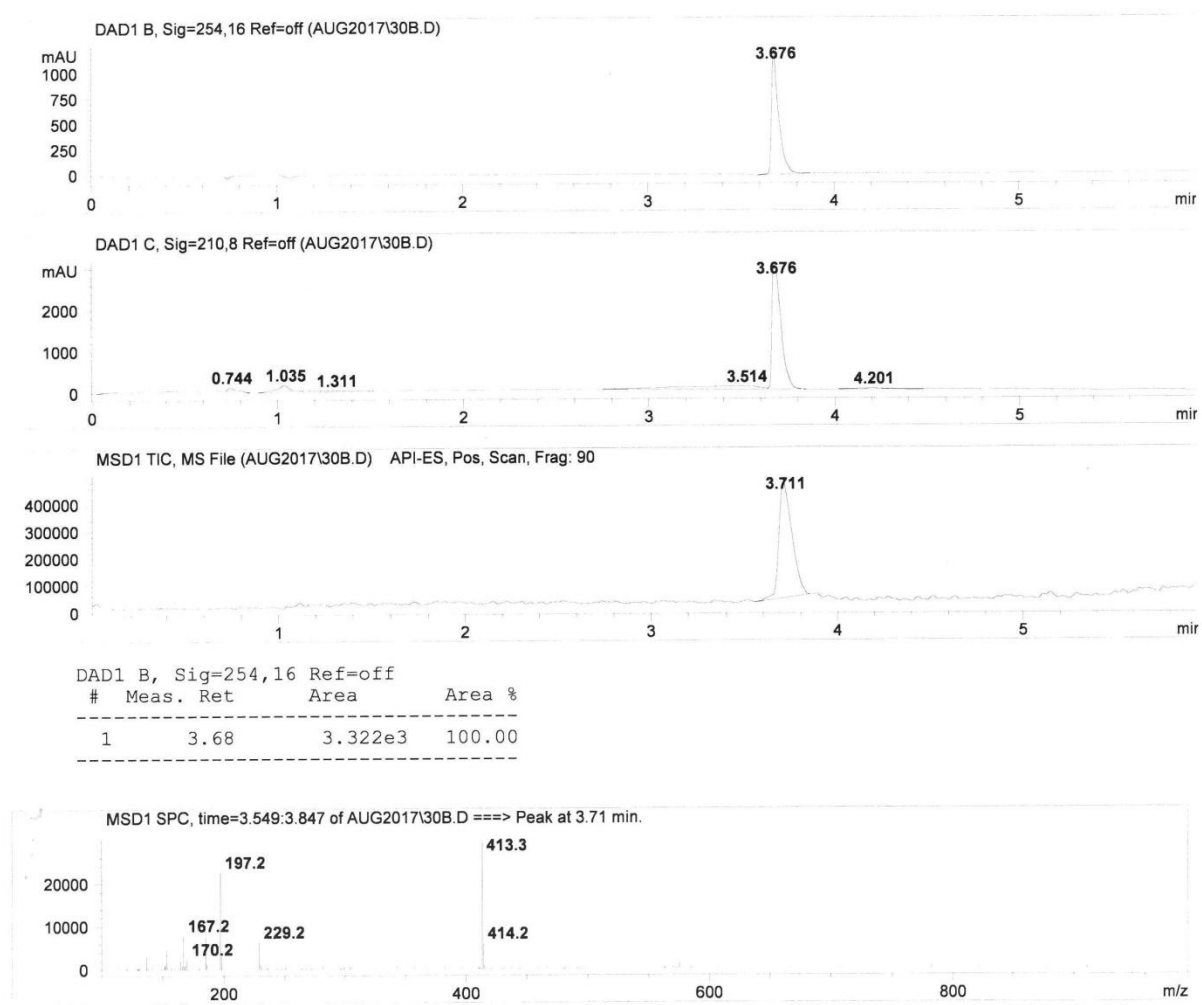 DAD1 B, Sig=254,16 Ref=off (AUG2017\30B.D)
mAU
1000
750
500
250
0
3.676
0 1 2 3 4 5 mir
DAD1 C, Sig=210,8 Ref=off (AUG2017\30B.D)
mAU
2000
1000
0
0.744 1.035 1.311 3.514 3.676 4.201
0 1 2 3 4 5 mir
MSD1 TIC, MS File (AUG2017\30B.D) API-ES, Pos, Scan, Frag: 90
400000
300000
200000
100000
0
3.711
1 2 3 4 5 mir
DAD1 B, Sig=254,16 Ref=off
# Meas. Ret Area Area %
1 3.68 3.322e3 100.00
MSD1 SPC, time=3.549:3.847 of AUG2017\30B.D ===> Peak at 3.71 min.
20000
10000
0
413.3
197.2
167.2 229.2 414.2
170.2
200 400 600 800 m/z